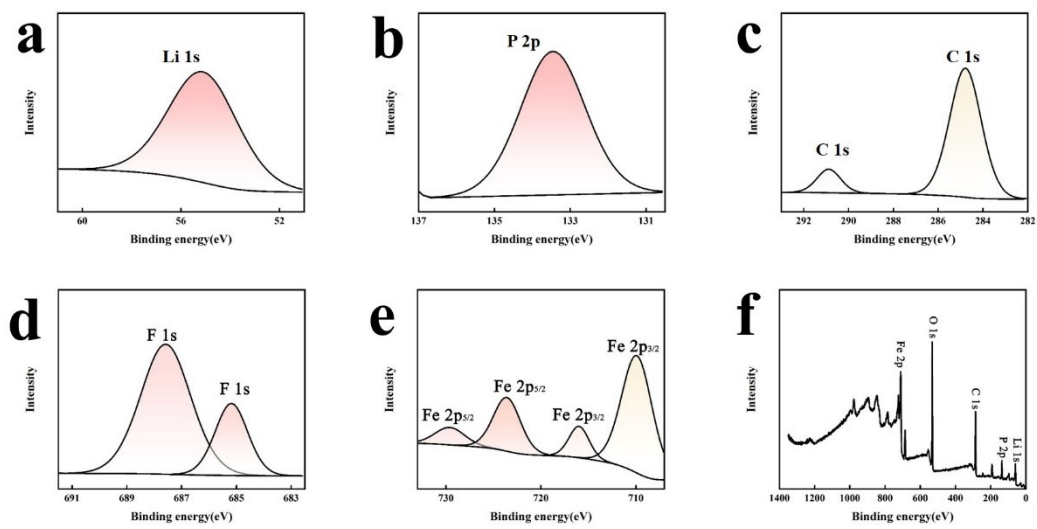 a
Li 1s
Intensity
60 56 52
Binding energy(eV)
b
P 2p
Intensity
137 135 133 131
Binding energy(eV)
c
C 1s
C 1s
Intensity
292 290 288 286 284 282
Binding energy(eV)
d
F 1s
F 1s
Intensity
691 689 687 685 683
Binding energy(eV)
e
Fe 2p5/2
Fe 2p5/2
Fe 2p3/2
Fe 2p3/2
Intensity
730 720 710
Binding energy(eV)
f
Fe 2p
O 1s
C 1s
P 2p
Li 1s
Intensity
1400 1200 1000 800 600 400 200 0
Binding energy(eV)